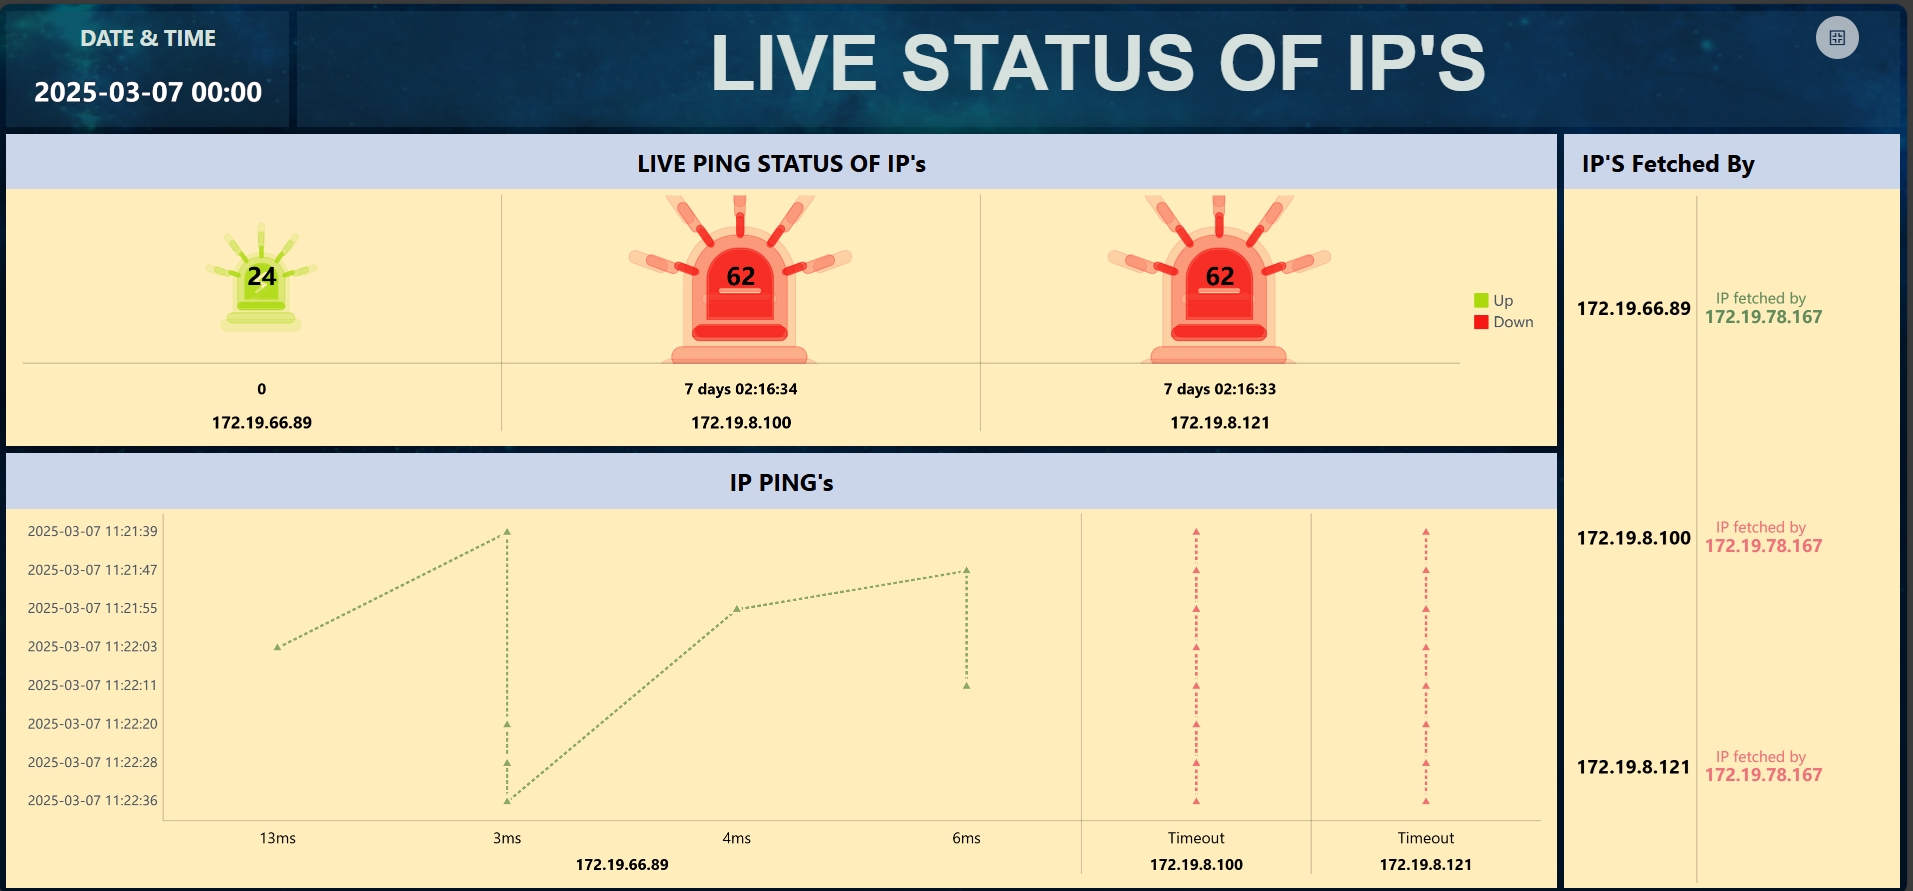 DATE & TIME
2025-03-07 00:00
LIVE STATUS OF IP'S
LIVE PING STATUS OF IP's
24
62
62
Up
Down
0
7 days 02:16:34
7 days 02:16:33
172.19.66.89
172.19.8.100
172.19.8.121
IP'S Fetched By
172.19.66.89
IP fetched by
172.19.78.167
172.19.8.100
IP fetched by
172.19.78.167
172.19.8.121
IP fetched by
172.19.78.167
IP PING's
2025-03-07 11:21:39
2025-03-07 11:21:47
2025-03-07 11:21:55
2025-03-07 11:22:03
2025-03-07 11:22:11
2025-03-07 11:22:20
2025-03-07 11:22:28
2025-03-07 11:22:36
13ms
3ms
4ms
6ms
Timeout
Timeout
172.19.66.89
172.19.8.100
172.19.8.121